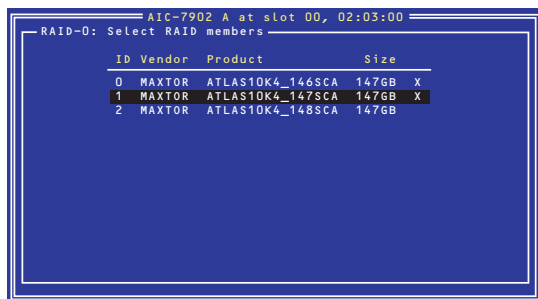 AIC-7902 A at slot 00, 02:03:00
RAID-0: Select RAID members
ID Vendor Product Size
0 MAXTOR ATLAS10K4_146SCA 147GB X
1 MAXTOR ATLAS10K4_147SCA 147GB X
2 MAXTOR ATLAS10K4_148SCA 147GB